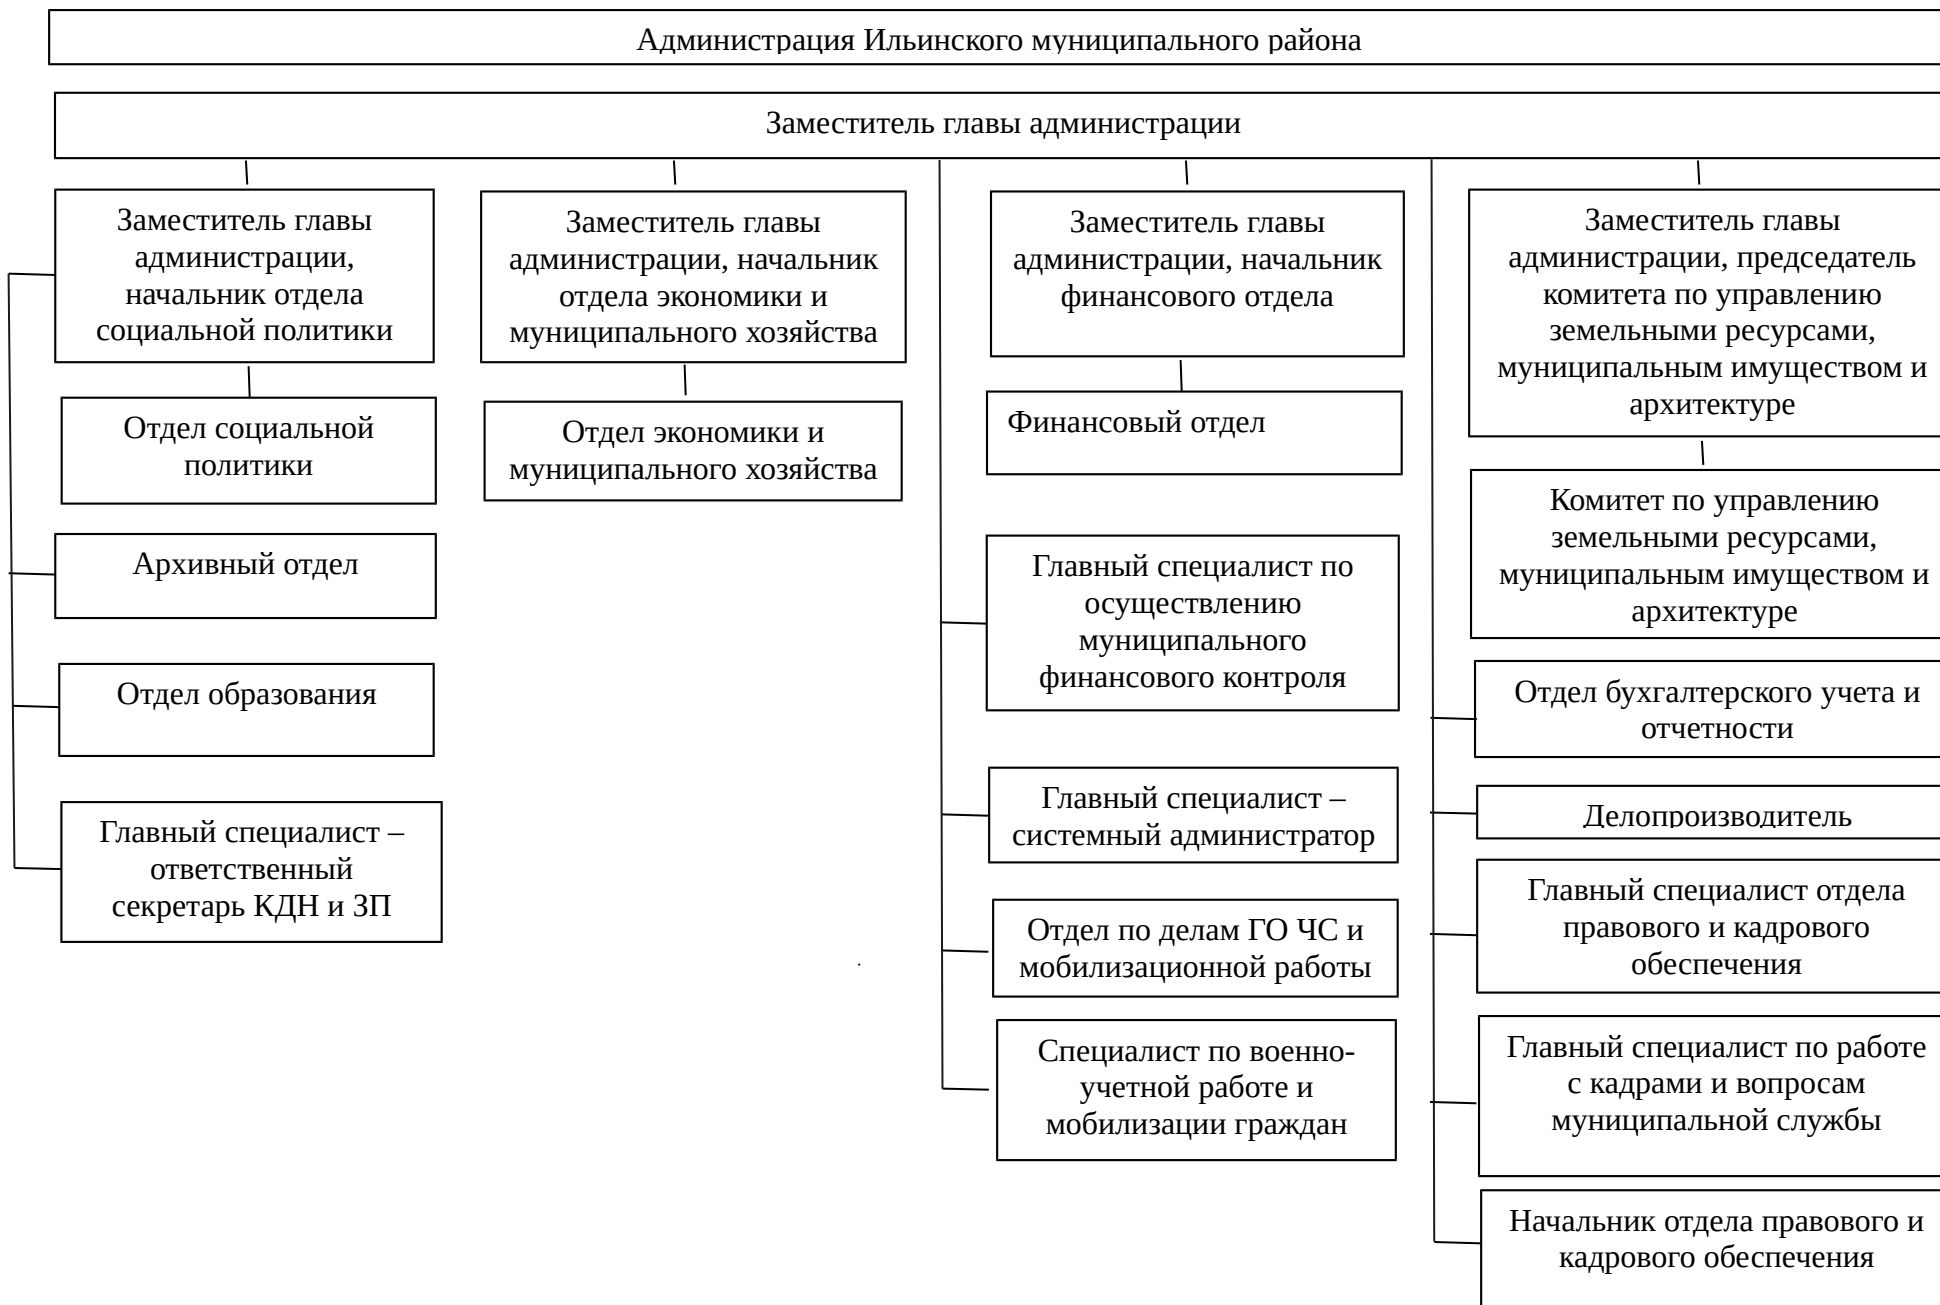 Администрация Ильинского муниципального района
Заместитель главы администрации
Заместитель главы
администрации,
начальник отдела
социальной политики
Отдел социальной
политики
Архивный отдел
Отдел образования
Главный специалист –
ответственный
секретарь КДН и ЗП
Заместитель главы
администрации, начальник
отдела экономики и
муниципального хозяйства
Отдел экономики и
муниципального хозяйства
Заместитель главы
администрации, начальник
финансового отдела
Финансовый отдел
Главный специалист по
осуществлению
муниципального
финансового контроля
Главный специалист –
системный администратор
Отдел по делам ГО ЧС и
мобилизационной работы
Специалист по военно-
учетной работе и
мобилизации граждан
Заместитель главы
администрации, председатель
комитета по управлению
земельными ресурсами,
муниципальным имуществом и
архитектуре
Комитет по управлению
земельными ресурсами,
муниципальным имуществом и
архитектуре
Отдел бухгалтерского учета и
отчетности
Делопроизводитель
Главный специалист отдела
правового и кадрового
обеспечения
Главный специалист по работе
с кадрами и вопросам
муниципальной службы
Начальник отдела правового и
кадрового обеспечения